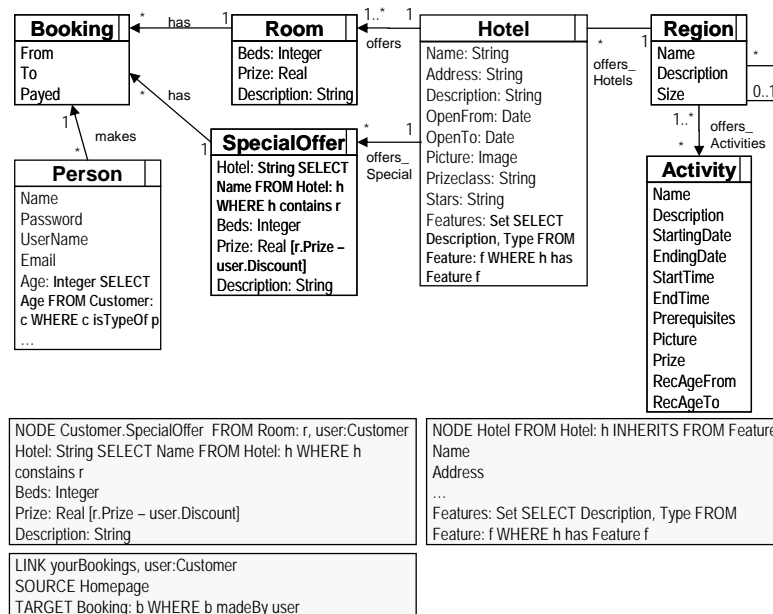 Booking
From
To
Payed
*
has
1
Room
Beds: Integer
Prize: Real
Description: String
1..*
offers
1
Hotel
Name: String
Address: String
Description: String
OpenFrom: Date
OpenTo: Date
Picture: Image
Prizeclass: String
Stars: String
Features: Set SELECT
Description, Type FROM
Feature: f WHERE h has
Feature f
*
offers_
Hotels
1
Region
Name
Description
Size
*
0..1
1..*
offers_
Activities
*
Activity
Name
Description
StartingDate
EndingDate
StartTime
EndTime
Prerequisites
Picture
Prize
RecAgeFrom
RecAgeTo
*
has
1
SpecialOffer
Hotel: String SELECT
Name FROM Hotel: h
WHERE h contains r
Beds: Integer
Prize: Real [r.Prize –
user.Discount]
Description: String
*
offers_
Special
1
1
makes
*
Person
Name
Password
UserName
Email
Age: Integer SELECT
Age FROM Customer:
c WHERE c isTypeOf p
...
NODE Customer.SpecialOffer FROM Room: r, user:Customer
Hotel: String SELECT Name FROM Hotel: h WHERE h
constains r
Beds: Integer
Prize: Real [r.Prize – user.Discount]
Description: String
NODE Hotel FROM Hotel: h INHERITS FROM Feature
Name
Address
...
Features: Set SELECT Description, Type FROM
Feature: f WHERE h has Feature f
LINK yourBookings, user:Customer
SOURCE Homepage
TARGET Booking: b WHERE b madeBy user